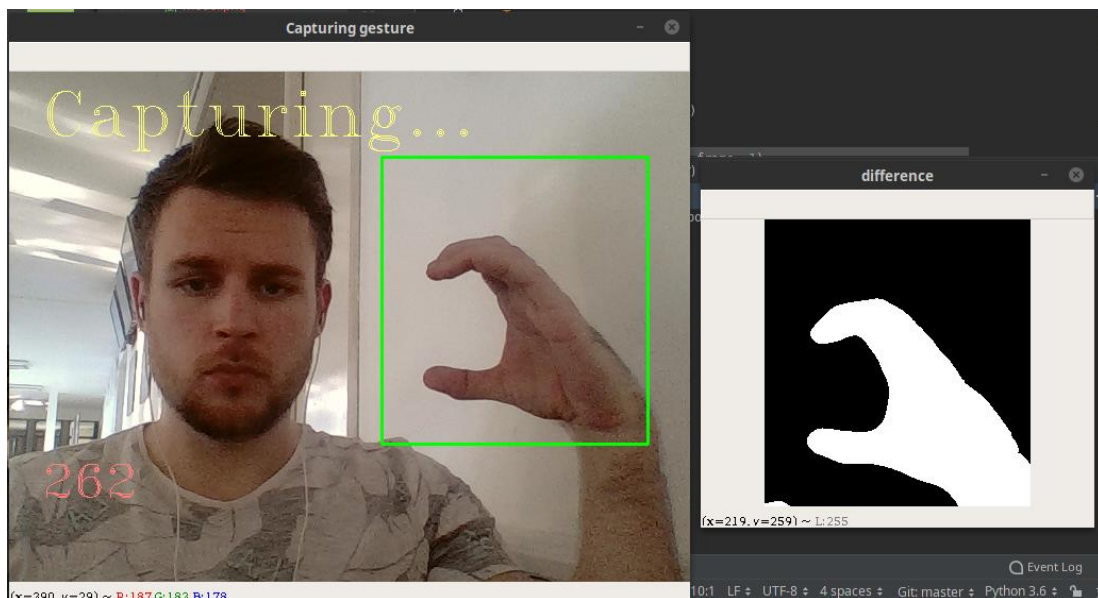 Capturing gesture
Capturing...
262
(x=390, y=29) ~ R:187 G:183 B:178
difference
(x=219, y=259) ~ L:255
Event Log
10:1 LF UTF-8 4 spaces Git: master Python 3.6